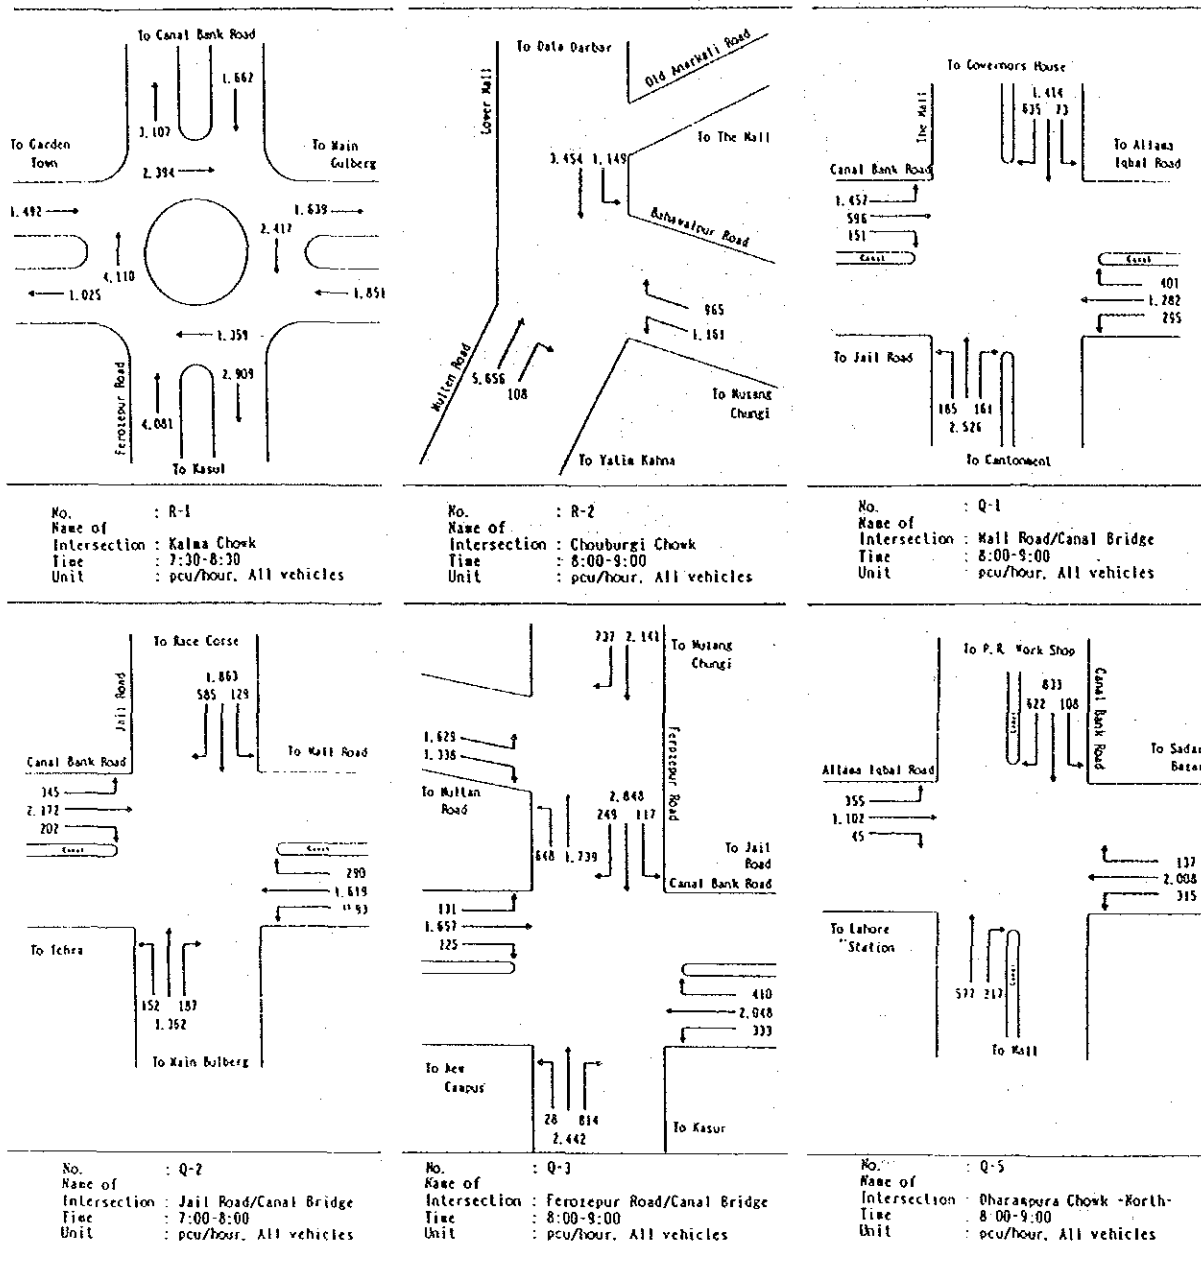 To Canal Bank Road
1,662
3,107
To Garden
Town
To Main
Gulberg
2,394
1,492
1,639
2,417
4,110
1,025
1,851
1,359
Ferozepur Road
2,909
4,081
To Kasul
No. : R-1
Name of
Intersection : Kalma Chowk
Time : 7:30-8:30
Unit : pcu/hour, All vehicles
To Data Darbar
Old Anarkali Road
Lower Mall
To The Mall
3,454 1,149
Bahawalpur Road
965
1,161
Multan Road
5,656
108
To Muzang
Chungi
To Yatim Kahna
No. : R-2
Name of
Intersection : Chouburgi Chowk
Time : 8:00-9:00
Unit : pcu/hour, All vehicles
To Governors House
The Mall
1,414
635 73
To Allama
Iqbal Road
Canal Bank Road
1,457
596
151
Canal
Canal
401
1,282
295
To Jail Road
185 161
2,526
To Cantonment
No. : Q-1
Name of
Intersection : Mall Road/Canal Bridge
Time : 8:00-9:00
Unit : pcu/hour, All vehicles
To Race Corse
Jail Road
1,863
585 129
To Mall Road
Canal Bank Road
345
2,172
202
Canal
Canal
290
1,619
93
To Ichra
152 187
1,362
To Main Bulberg
No. : Q-2
Name of
Intersection : Jail Road/Canal Bridge
Time : 7:00-8:00
Unit : pcu/hour, All vehicles
737 2,141
To Muzang
Chungi
1,629
1,338
Ferozepur Road
To Multan
Road
2,848
249 117
648 1,739
To Jail
Road
Canal Bank Road
131
1,657
125
410
2,048
333
To New
Campus
28 814
2,442
To Kasur
No. : Q-3
Name of
Intersection : Ferozepur Road/Canal Bridge
Time : 8:00-9:00
Unit : pcu/hour, All vehicles
To P.R. Work Shop
833
622 108
Canal
Canal Bank Road
To Sadar
Bazar
Allama Iqbal Road
355
1,102
45
137
2,008
315
To Lahore
Station
577 217
Canal
To Mall
No. : Q-5
Name of
Intersection : Dharampura Chowk -North-
Time : 8:00-9:00
Unit : pcu/hour, All vehicles